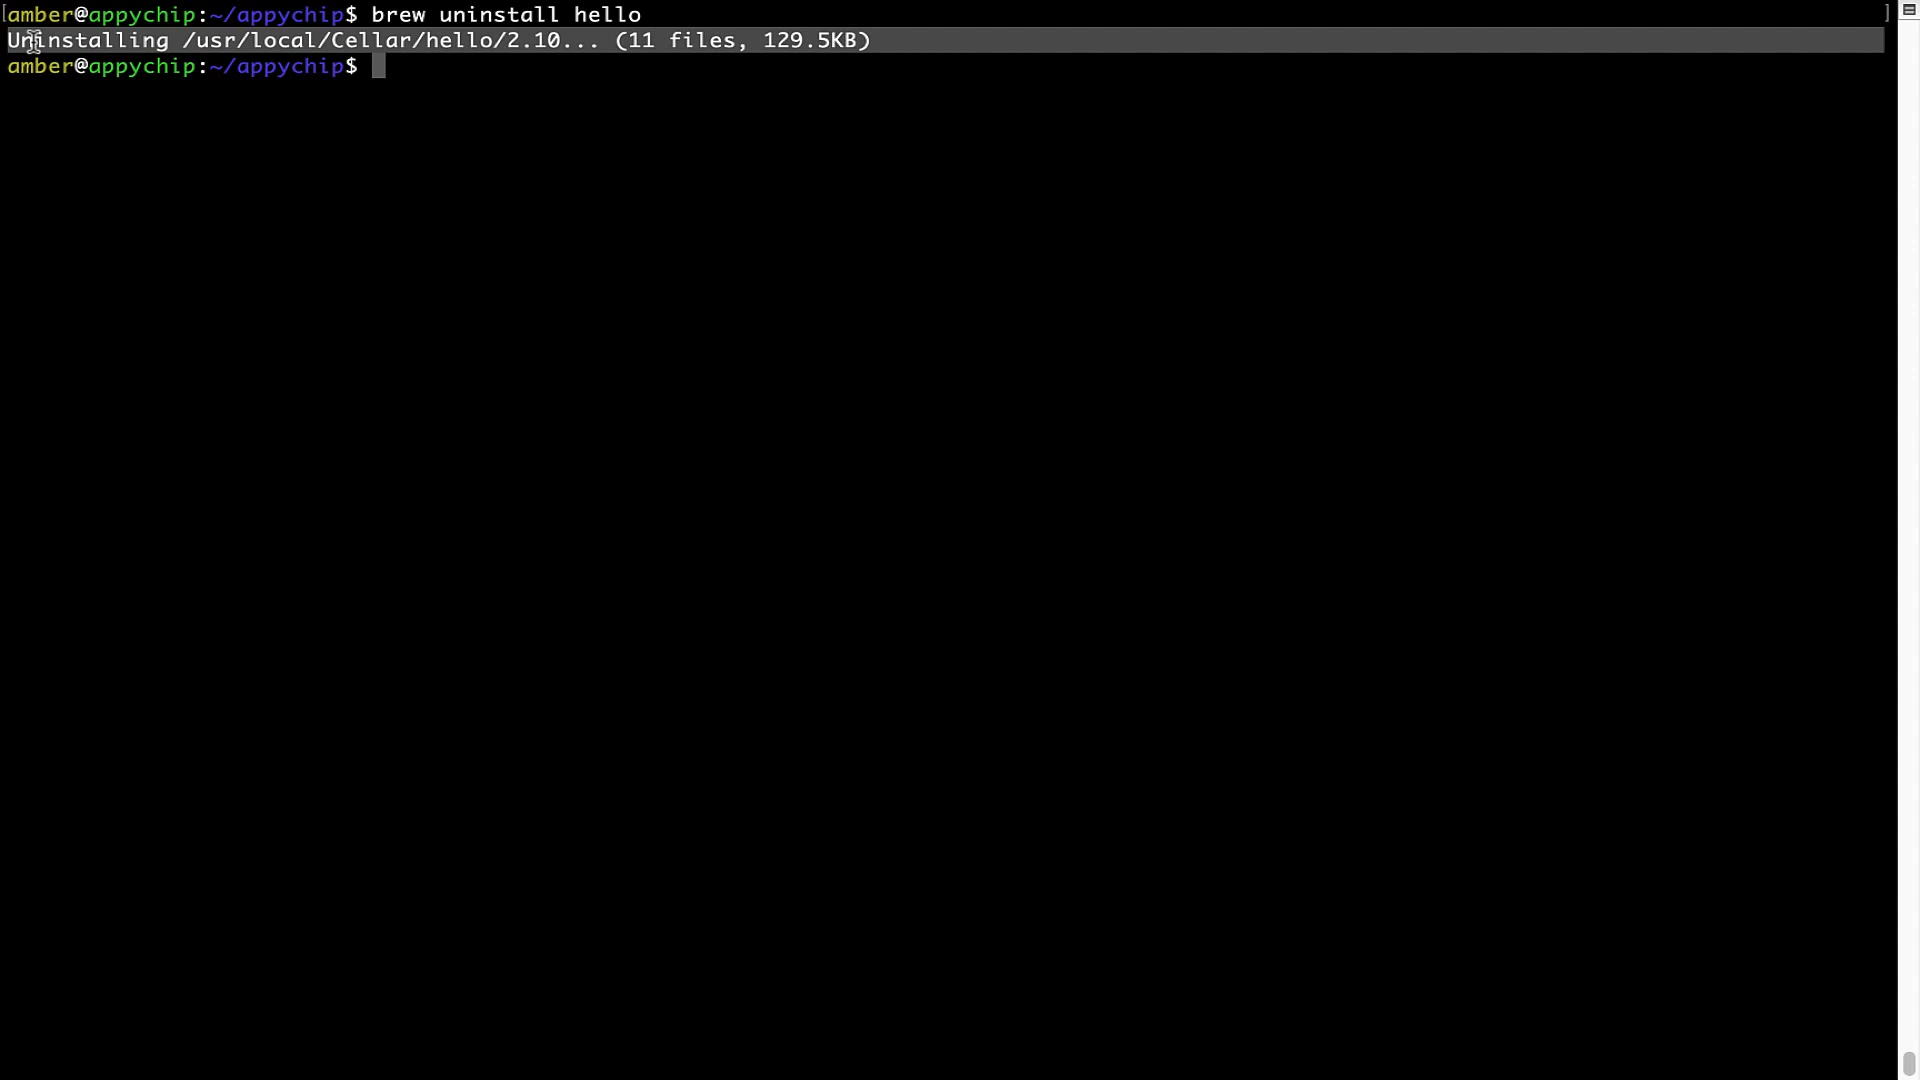 [amber@appychip:~/appychip$ brew uninstall hello ]
Uninstalling /usr/local/Cellar/hello/2.10... (11 files, 129.5KB)
amber@appychip:~/appychip$